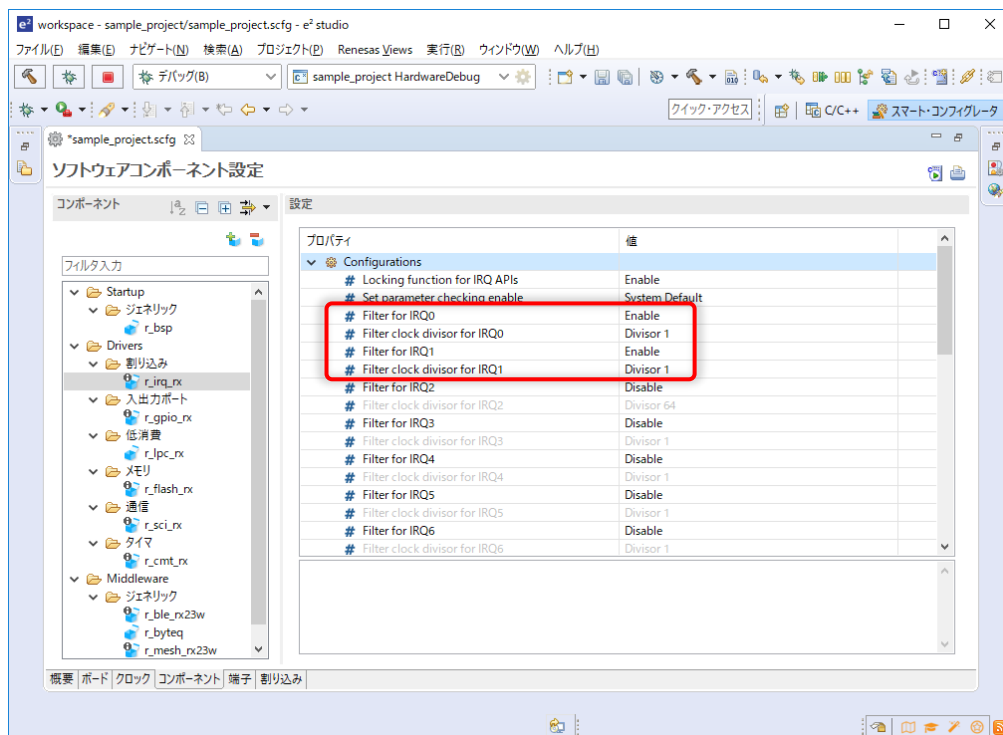 workspace - sample_project/sample_project.scfg - e² studio
ファイル(F) 編集(E) ナビゲート(N) 検索(A) プロジェクト(P) Renesas Views 実行(R) ウィンドウ(W) ヘルプ(H)
デバッグ(B) sample_project HardwareDebug
クイック・アクセス C/C++ スマート・コンフィグレータ
*sample_project.scfg
ソフトウェアコンポーネント設定
コンポーネント
設定
フィルタ入力
Startup
ジェネリック
r_bsp
Drivers
割り込み
r_irq_rx
入出力ポート
r_gpio_rx
低消費
r_lpc_rx
メモリ
r_flash_rx
通信
r_sci_rx
タイマ
r_cmt_rx
Middleware
ジェネリック
r_ble_rx23w
r_byteq
r_mesh_rx23w
プロパティ 値
Configurations
# Locking function for IRQ APIs Enable
# Set parameter checking enable System Default
# Filter for IRQ0 Enable
# Filter clock divisor for IRQ0 Divisor 1
# Filter for IRQ1 Enable
# Filter clock divisor for IRQ1 Divisor 1
# Filter for IRQ2 Disable
# Filter clock divisor for IRQ2 Divisor 64
# Filter for IRQ3 Disable
# Filter clock divisor for IRQ3 Divisor 1
# Filter for IRQ4 Disable
# Filter clock divisor for IRQ4 Divisor 1
# Filter for IRQ5 Disable
# Filter clock divisor for IRQ5 Divisor 1
# Filter for IRQ6 Disable
# Filter clock divisor for IRQ6 Divisor 1
概要 ボード クロック コンポーネント 端子 割り込み